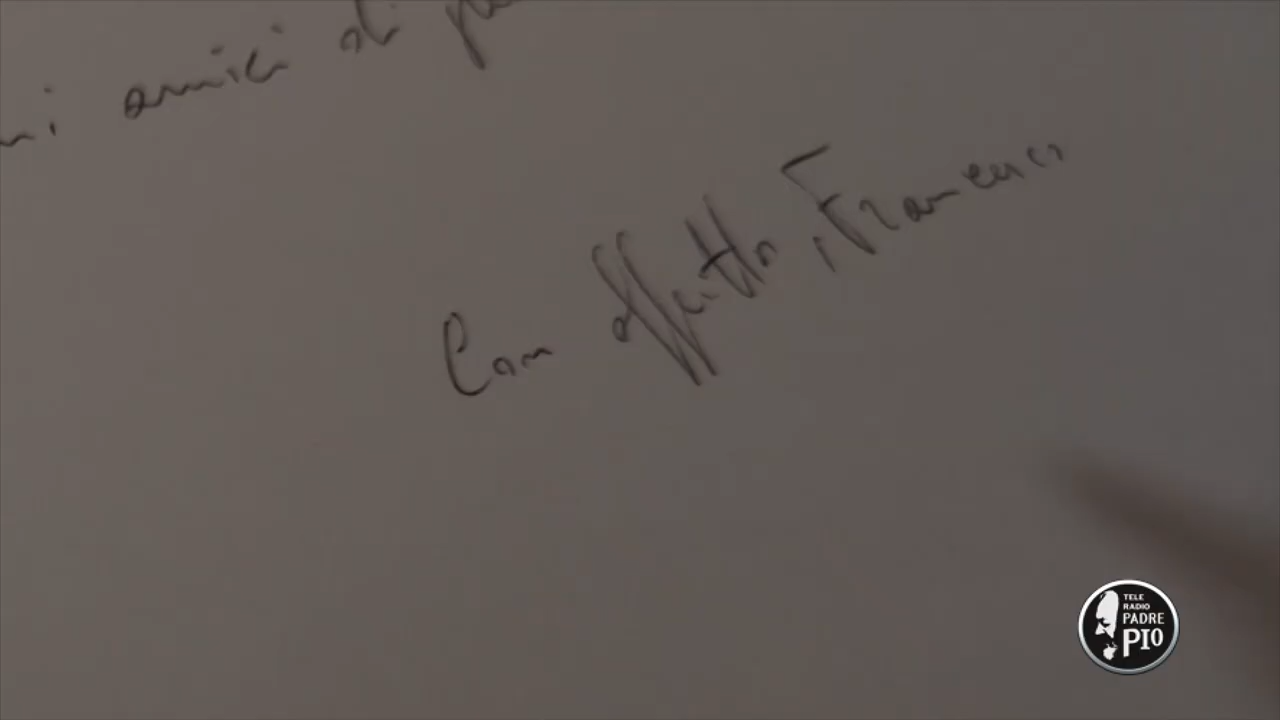 amici di
Con affetto, Francesco
TELE
RADIO
PADRE
PIO